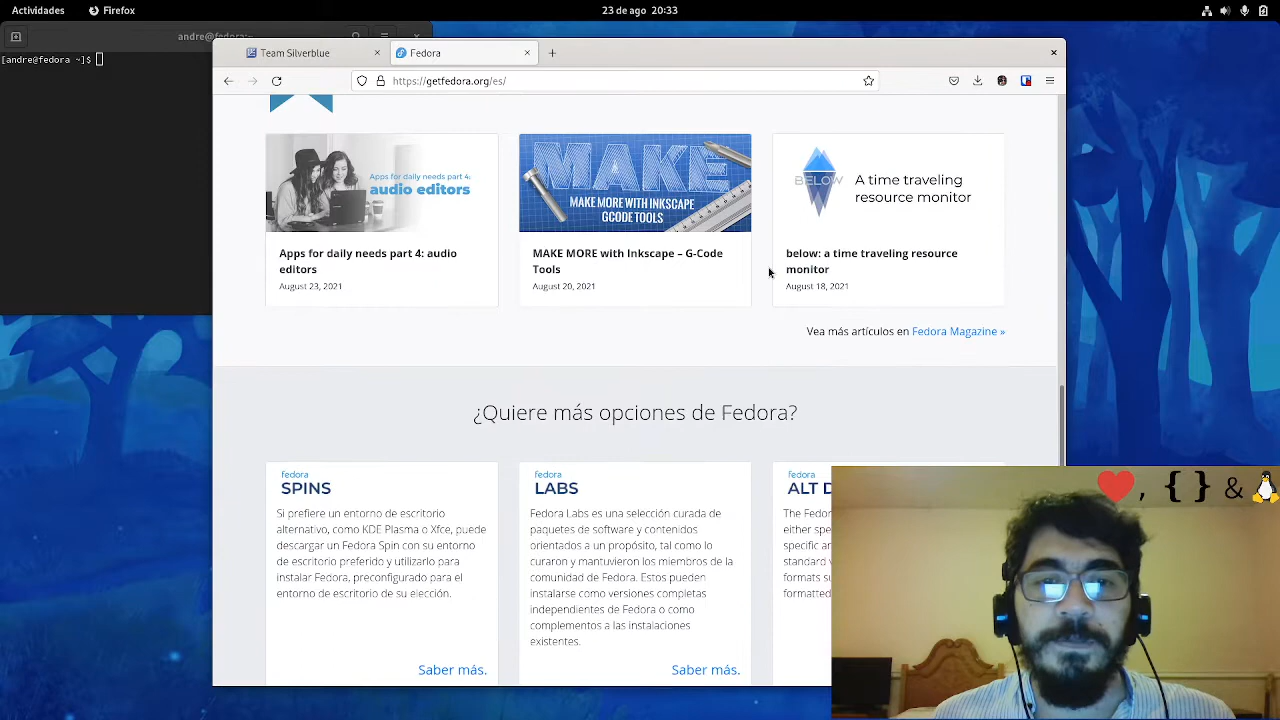 Actividades
Firefox
23 de ago 20:33
andre@fedora:~
[andre@fedora ~]$
Team Silverblue
Fedora
https://getfedora.org/es/
Apps for daily needs part 4:
audio editors
MAKE
MAKE MORE WITH INKSCAPE
GCODE TOOLS
BELOW
A time traveling
resource monitor
Apps for daily needs part 4: audio
editors
August 23, 2021
MAKE MORE with Inkscape – G-Code
Tools
August 20, 2021
below: a time traveling resource
monitor
August 18, 2021
Vea más artículos en Fedora Magazine »
¿Quiere más opciones de Fedora?
fedora
SPINS
Si prefiere un entorno de escritorio
alternativo, como KDE Plasma o Xfce, puede
descargar un Fedora Spin con su entorno
de escritorio preferido y utilizarlo para
instalar Fedora, preconfigurado para el
entorno de escritorio de su elección.
Saber más.
fedora
LABS
Fedora Labs es una selección curada de
paquetes de software y contenidos
orientados a un propósito, tal como lo
curaron y mantuvieron los miembros de la
comunidad de Fedora. Estos pueden
instalarse como versiones completas
independientes de Fedora o como
complementos a las instalaciones
existentes.
Saber más.
fedora
ALT D
The Fed
either spe
specific ar
standard v
formats su
formatted
, { } &